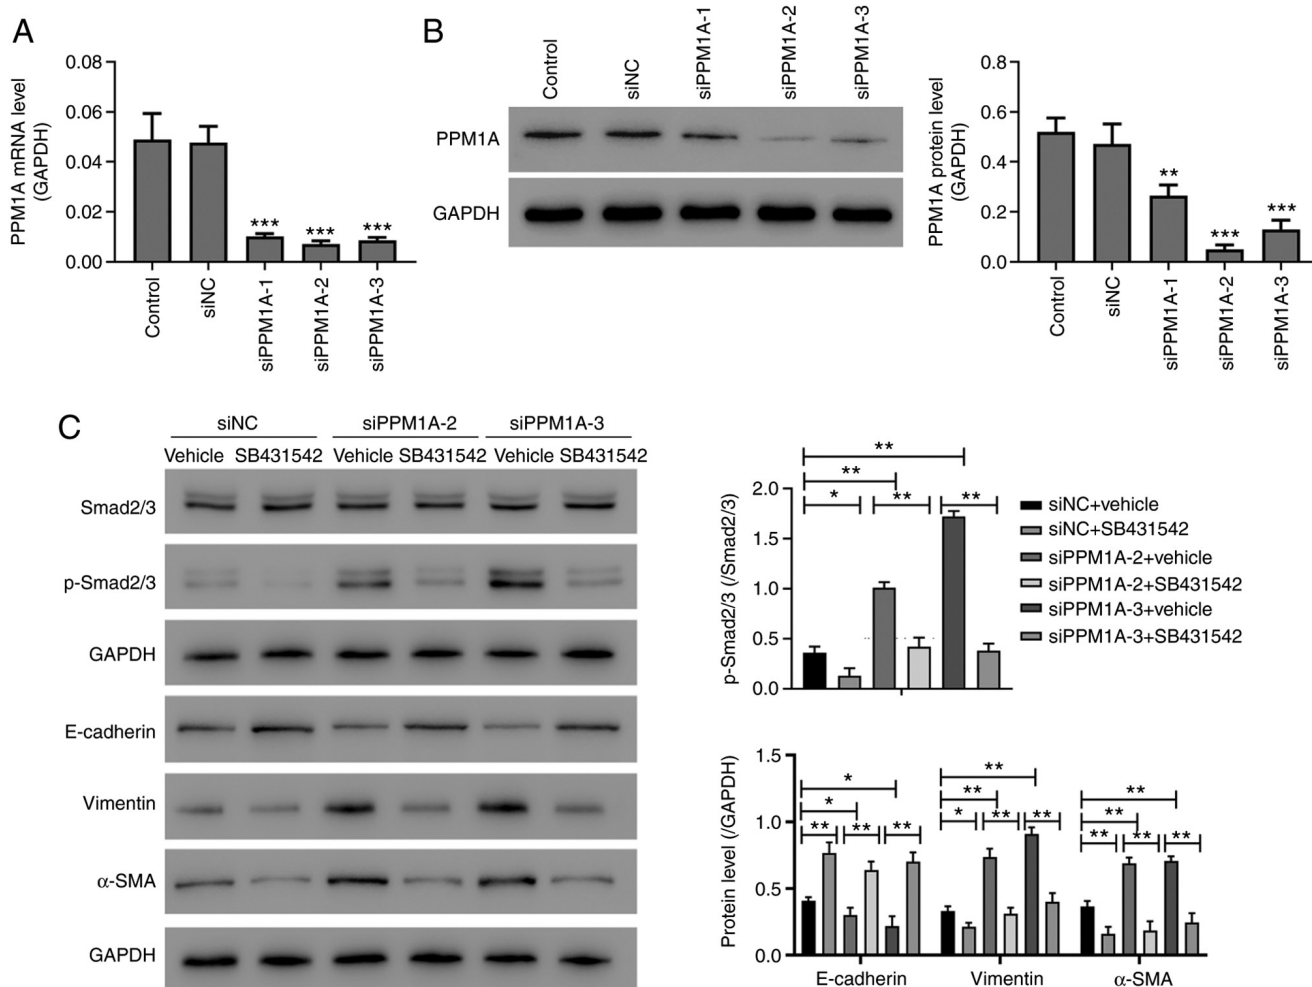 A
PPM1A mRNA level
(GAPDH)
0.08
0.06
0.04
0.02
0.00
***
***
***
Control
siNC
siPPM1A-1
siPPM1A-2
siPPM1A-3
B
Control
siNC
siPPM1A-1
siPPM1A-2
siPPM1A-3
PPM1A
GAPDH
PPM1A protein level
(GAPDH)
0.8
0.6
0.4
0.2
0.0
**
***
***
Control
siNC
siPPM1A-1
siPPM1A-2
siPPM1A-3
C
siNC siPPM1A-2 siPPM1A-3
Vehicle SB431542 Vehicle SB431542 Vehicle SB431542
Smad2/3
p-Smad2/3
GAPDH
E-cadherin
Vimentin
α-SMA
GAPDH
p-Smad2/3 (/Smad2/3)
2.0
1.5
1.0
0.5
0.0
**
**
* ** **
siNC+vehicle
siNC+SB431542
siPPM1A-2+vehicle
siPPM1A-2+SB431542
siPPM1A-3+vehicle
siPPM1A-3+SB431542
Protein level (/GAPDH)
1.5
1.0
0.5
0.0
*
*
** ** **
**
**
* ** **
**
**
** ** **
E-cadherin Vimentin α-SMA